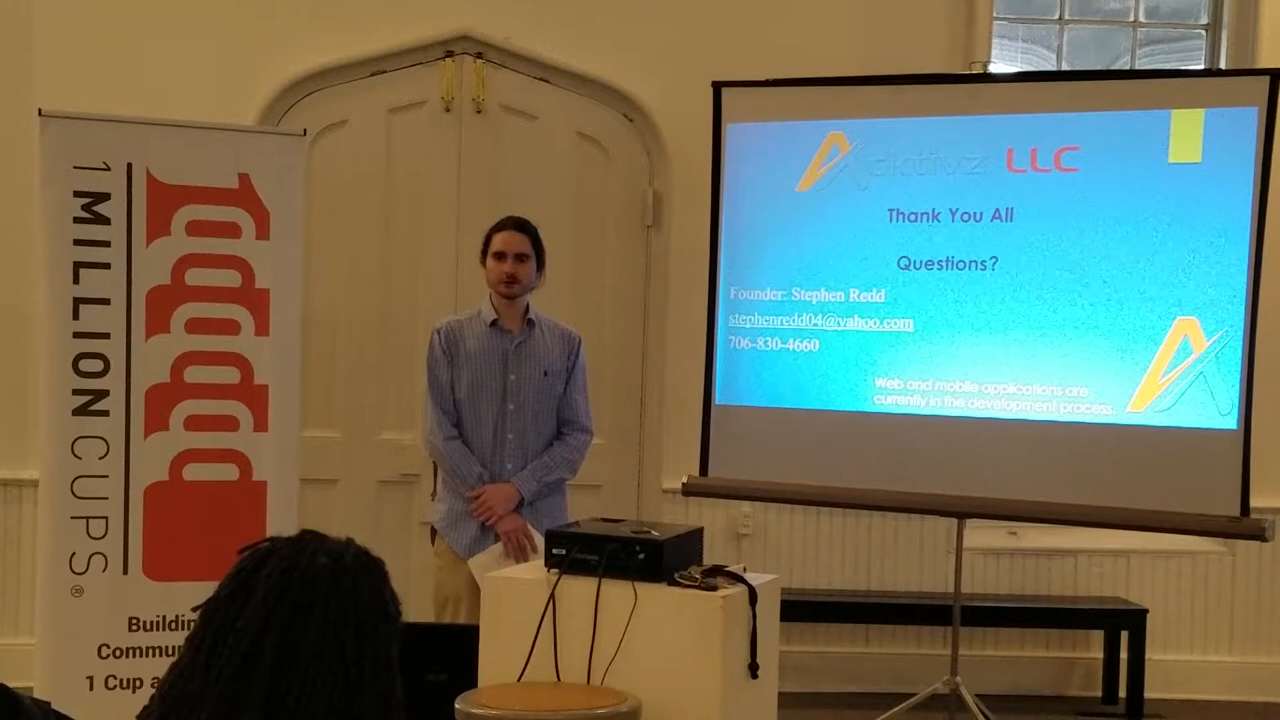 1 MILLION CUPS®
Buildin
Commu
1 Cup a
aktivz LLC
Thank You All
Questions?
Founder: Stephen Redd
stephenredd04@yahoo.com
706-830-4660
Web and mobile applications are
currently in the development process.